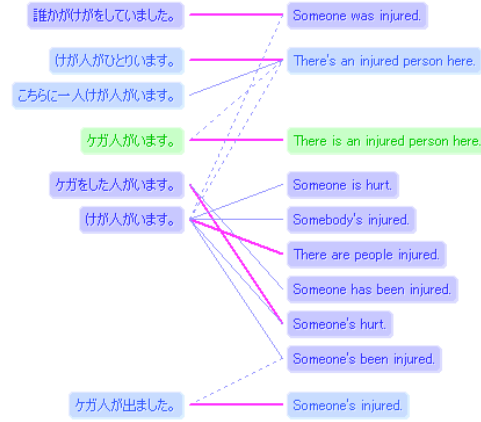 誰かがけがをしていました。
Someone was injured.
けが人がひとりいます。
There's an injured person here.
こちらに一人けが人がいます。
ケガ人がいます。
There is an injured person here.
ケガをした人がいます。
Someone is hurt.
けが人がいます。
Somebody's injured.
There are people injured.
Someone has been injured.
Someone's hurt.
Someone's been injured.
ケガ人が出ました。
Someone's injured.